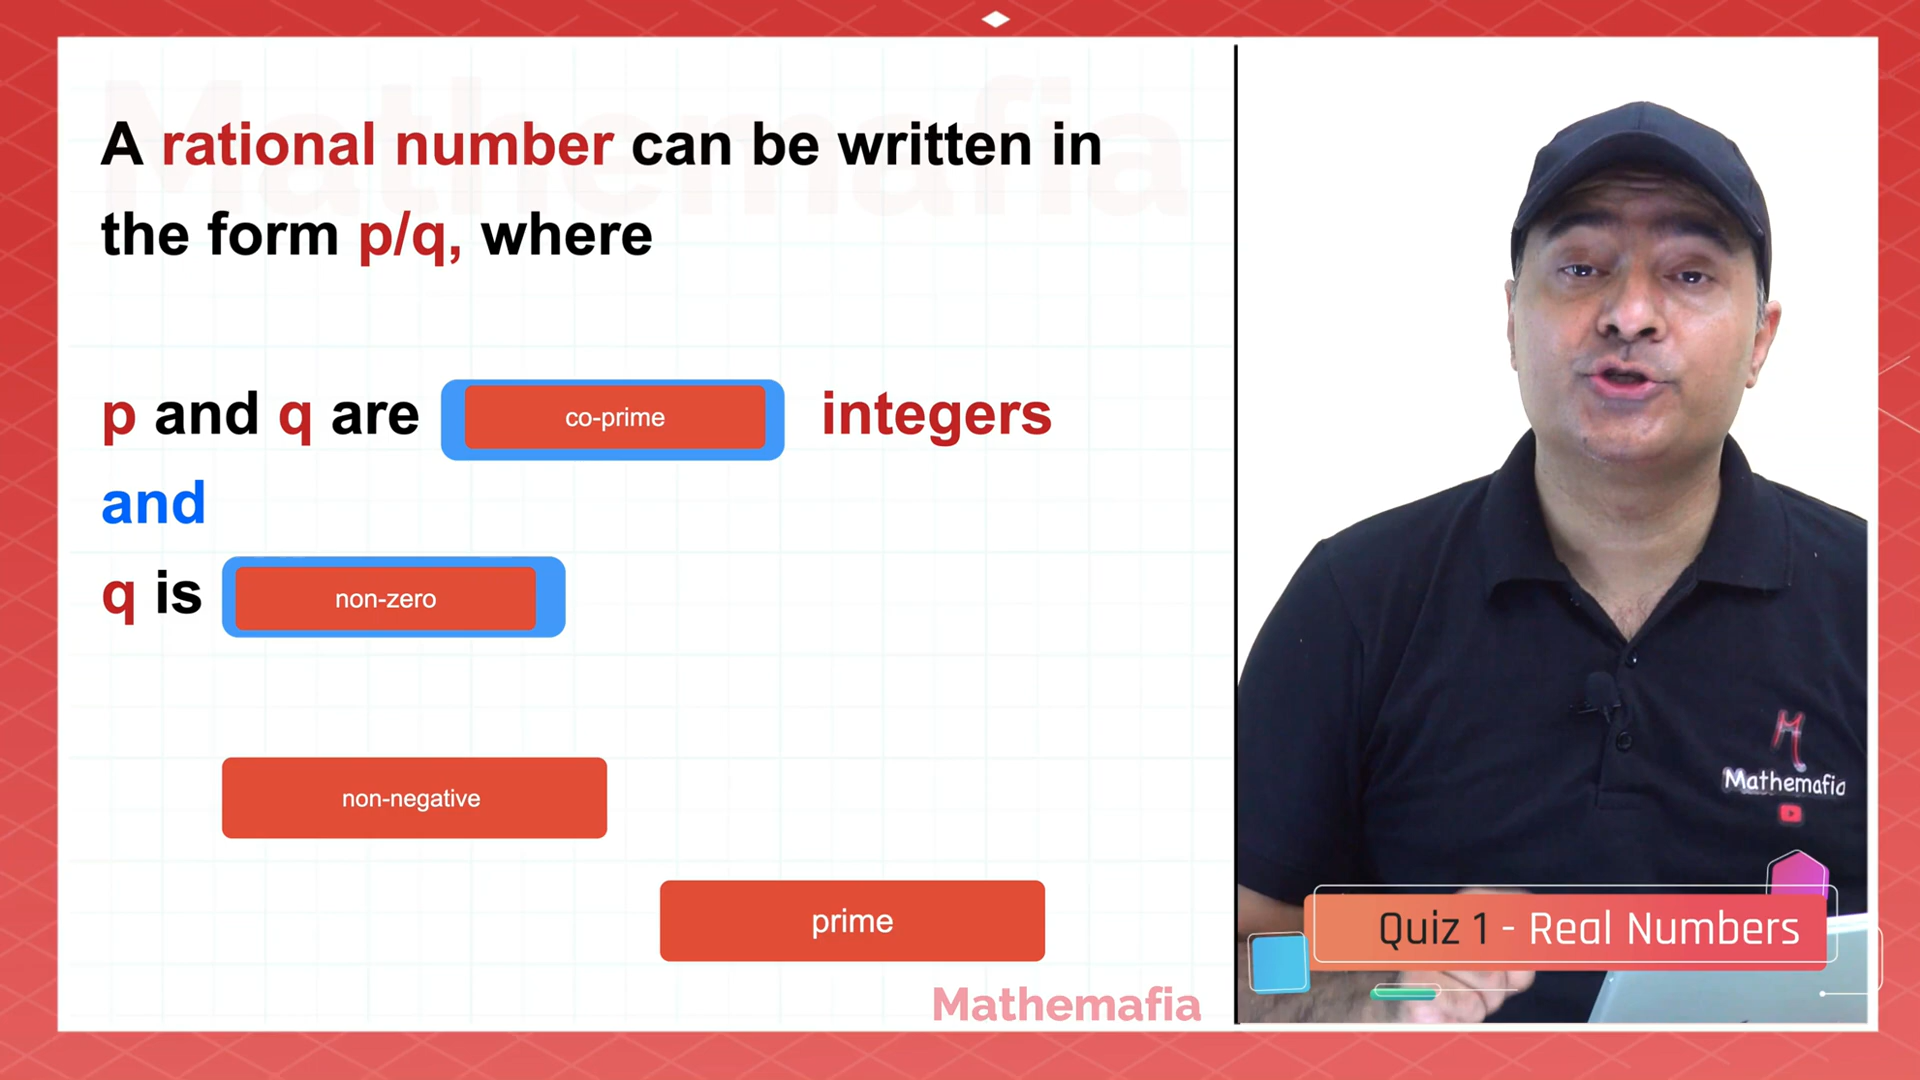 Mathemafia
A rational number can be written in
the form p/q, where
p and q are co-prime integers
and
q is non-zero
non-negative
prime
Mathemafia
Mathemafia
Quiz 1 - Real Numbers